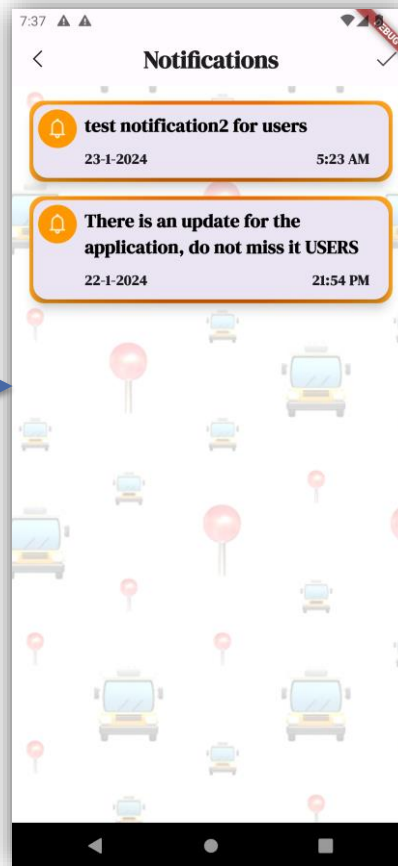 7:37
DEBUG
Notifications
test notification2 for users
23-1-2024 5:23 AM
There is an update for the
application, do not miss it USERS
22-1-2024 21:54 PM